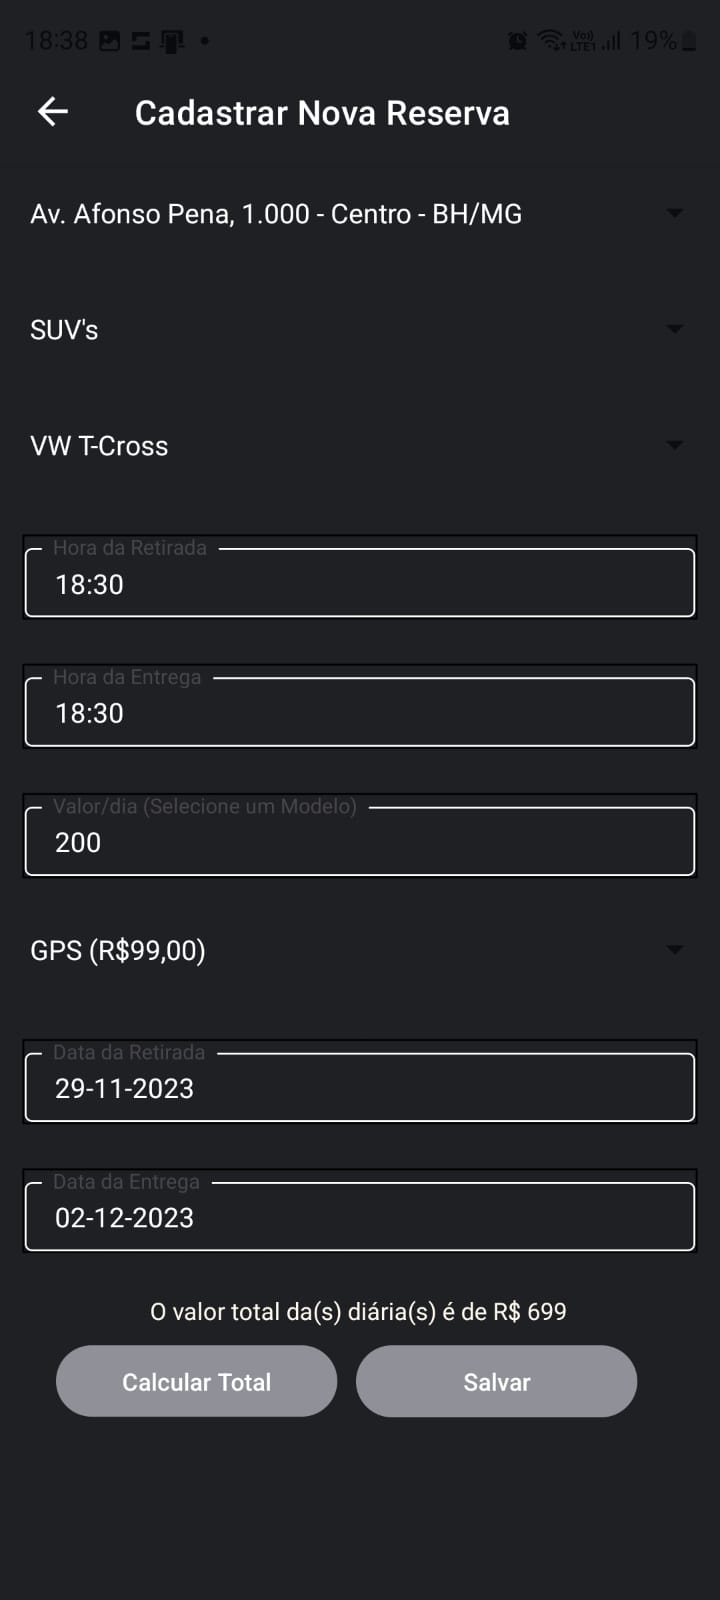 18:38
Vo))
LTE1
19%
Cadastrar Nova Reserva
Av. Afonso Pena, 1.000 - Centro - BH/MG
SUV's
VW T-Cross
Hora da Retirada
18:30
Hora da Entrega
18:30
Valor/dia (Selecione um Modelo)
200
GPS (R$99,00)
Data da Retirada
29-11-2023
Data da Entrega
02-12-2023
O valor total da(s) diária(s) é de R$ 699
Calcular Total
Salvar